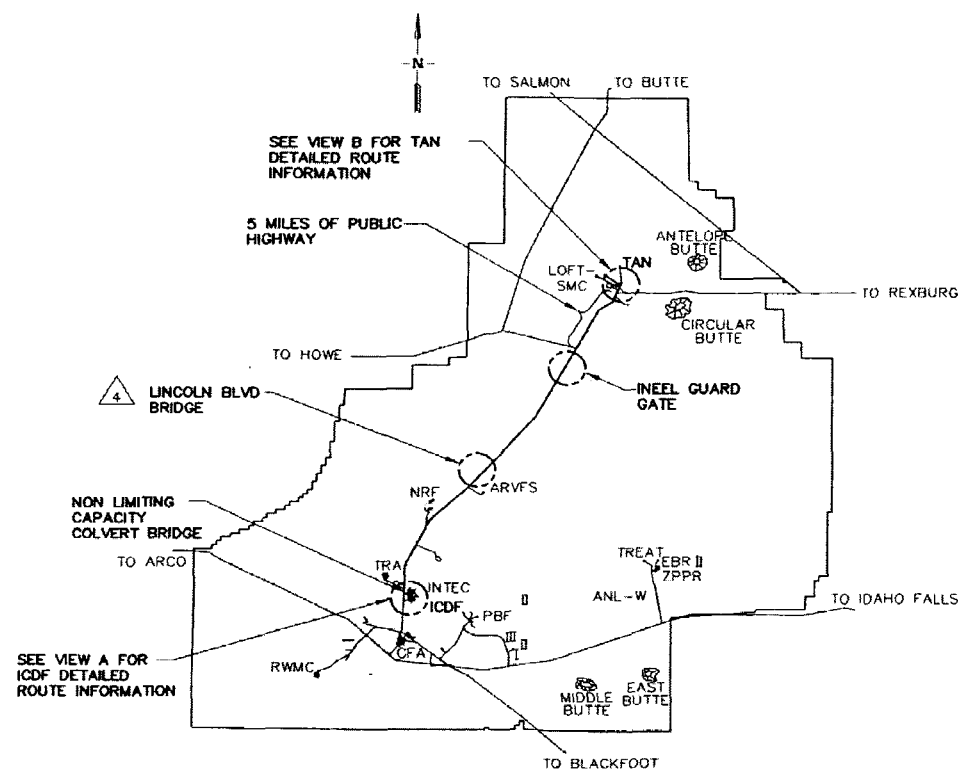 N
TO SALMON
TO BUTTE
SEE VIEW B FOR TAN
DETAILED ROUTE
INFORMATION
5 MILES OF PUBLIC
HIGHWAY
ANTELOPE
BUTTE
TAN
LOFT-
SMC
TO REXBURG
CIRCULAR
BUTTE
TO HOWE
4
LINCOLN BLVD
BRIDGE
INEEL GUARD
GATE
ARVFS
NRF
NON LIMITING
CAPACITY
COLVERT BRIDGE
TO ARCO
TRA
INTEC
ICDF
TREAT
EBR II
ZPPR
ANL-W
TO IDAHO FALLS
II
PBF
III
II
I
CFA
SEE VIEW A FOR
ICDF DETAILED
ROUTE INFORMATION
RWMC
MIDDLE
BUTTE
EAST
BUTTE
TO BLACKFOOT